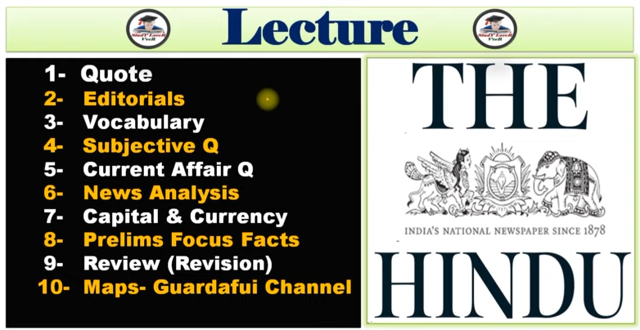 Lecture
1- Quote
2- Editorials
3- Vocabulary
4- Subjective Q
5- Current Affair Q
6- News Analysis
7- Capital & Currency
8- Prelims Focus Facts
9- Review (Revision)
10- Maps- Guardafui Channel
THE
INDIA'S NATIONAL NEWSPAPER SINCE 1878
HINDU